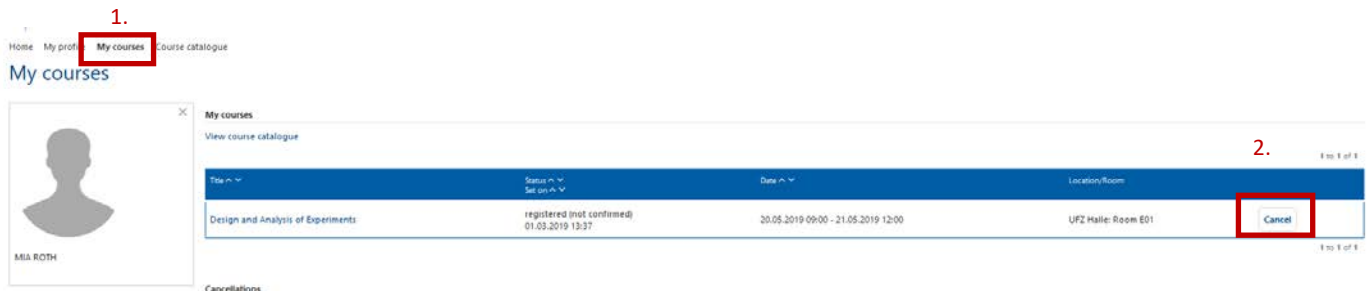 1.
Home My profile My courses Course catalogue
My courses
My courses
View course catalogue
2.
1 to 1 of 1
Title Status Date Location/Room
Set on
Design and Analysis of Experiments registered (not confirmed) 20.05.2019 09:00 - 21.05.2019 12:00 UFZ Halle: Room E01 Cancel
01.03.2019 13:37
1 to 1 of 1
MIA ROTH
Cancellations